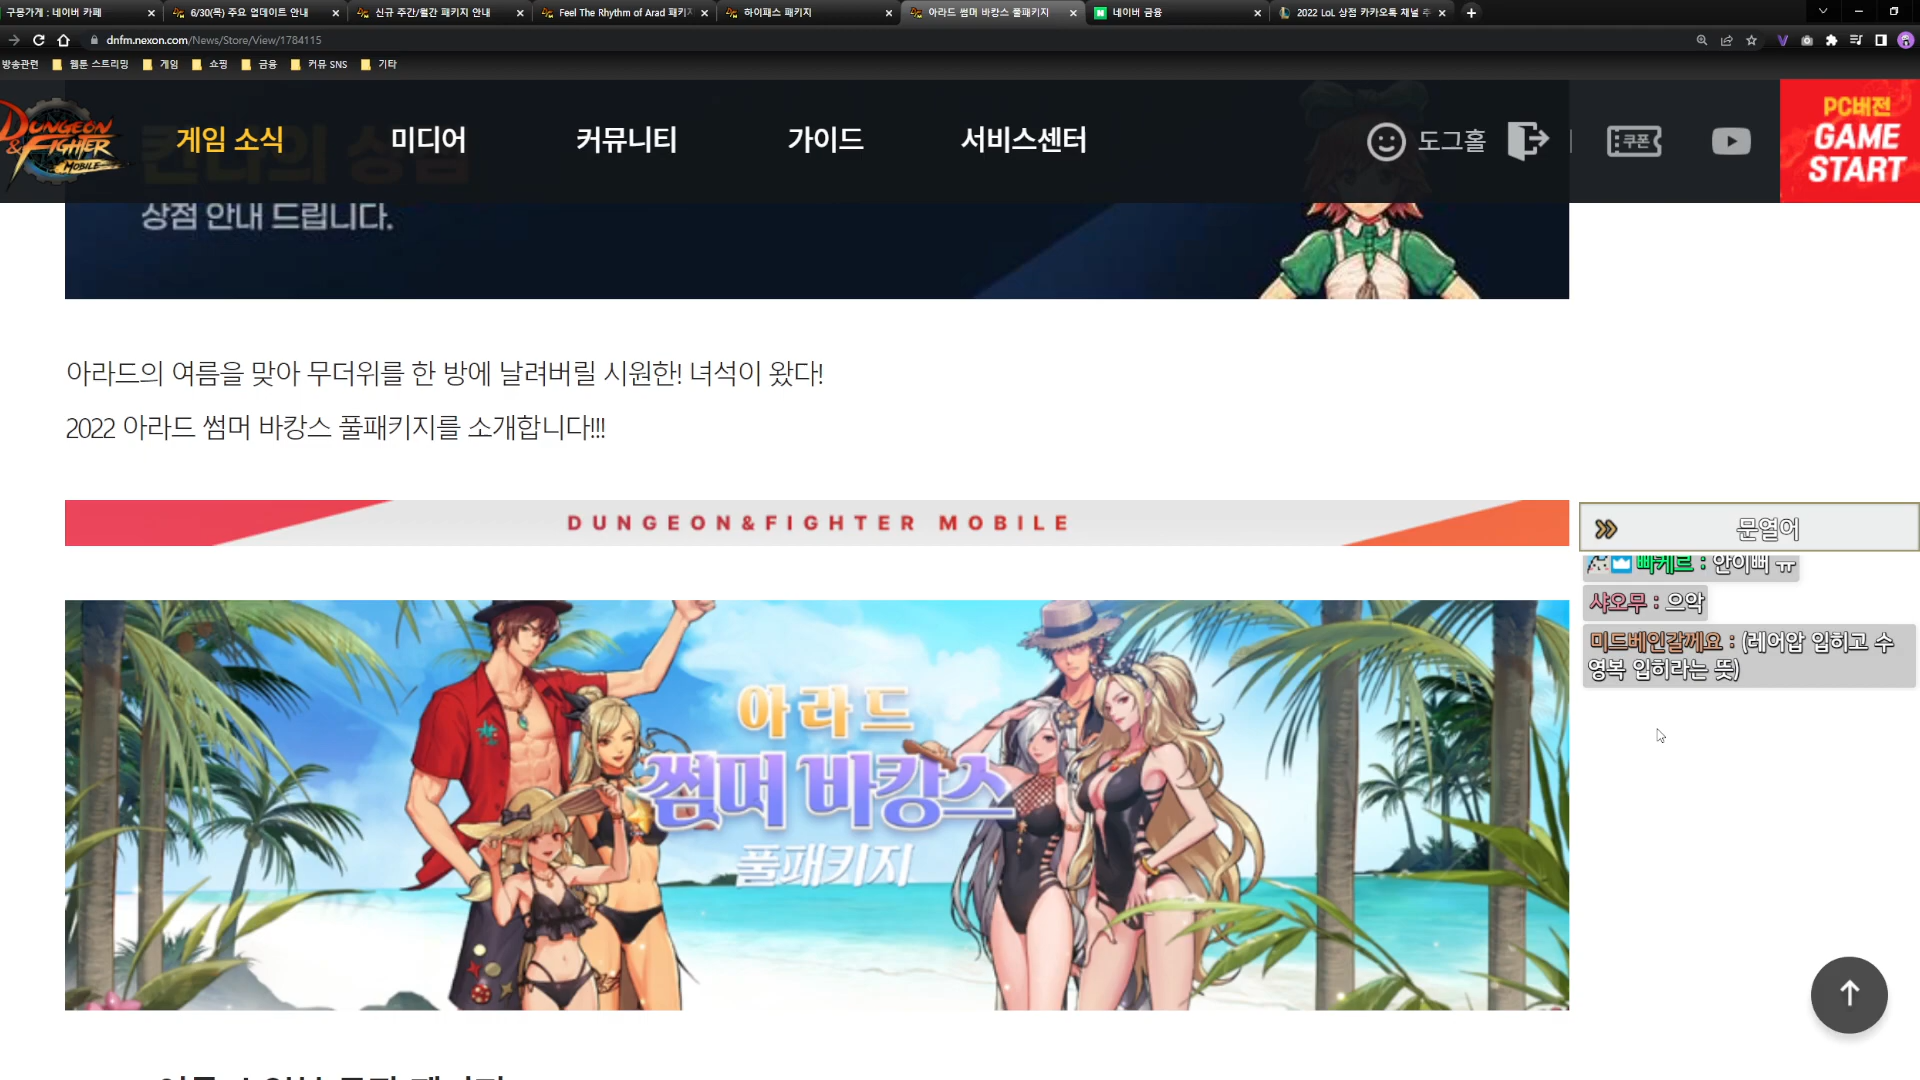 구몽가게 : 네이버 카페
6/30(목) 주요 업데이트 안내
신규 주간/월간 패키지 안내
Feel The Rhythm of Arad 패키지
하이패스 패키지
아라드 썸머 바캉스 풀패키지
네이버 금융
2022 LoL 상점 카카오톡 채널 추
dnfm.nexon.com/News/Store/View/1784115
방송관련
웹툰 스트리밍
게임
쇼핑
금융
커뮤 SNS
기타
DUNGEON
& FIGHTER
MOBILE
게임 소식
미디어
커뮤니티
가이드
서비스센터
도그홀
쿠폰
PC버전
GAME
START
상점
상점 안내 드립니다.
아라드의 여름을 맞아 무더위를 한 방에 날려버릴 시원한! 녀석이 왔다!
2022 아라드 썸머 바캉스 풀패키지를 소개합니다!!!
DUNGEON&FIGHTER MOBILE
문열어
빠케르 : 안이뻐 ㅠ
샤오무 : 으악
미드베인갈께요 : (레어압 입히고 수
영복 입히라는 뜻)
아라드
썸머 바캉스
풀패키지